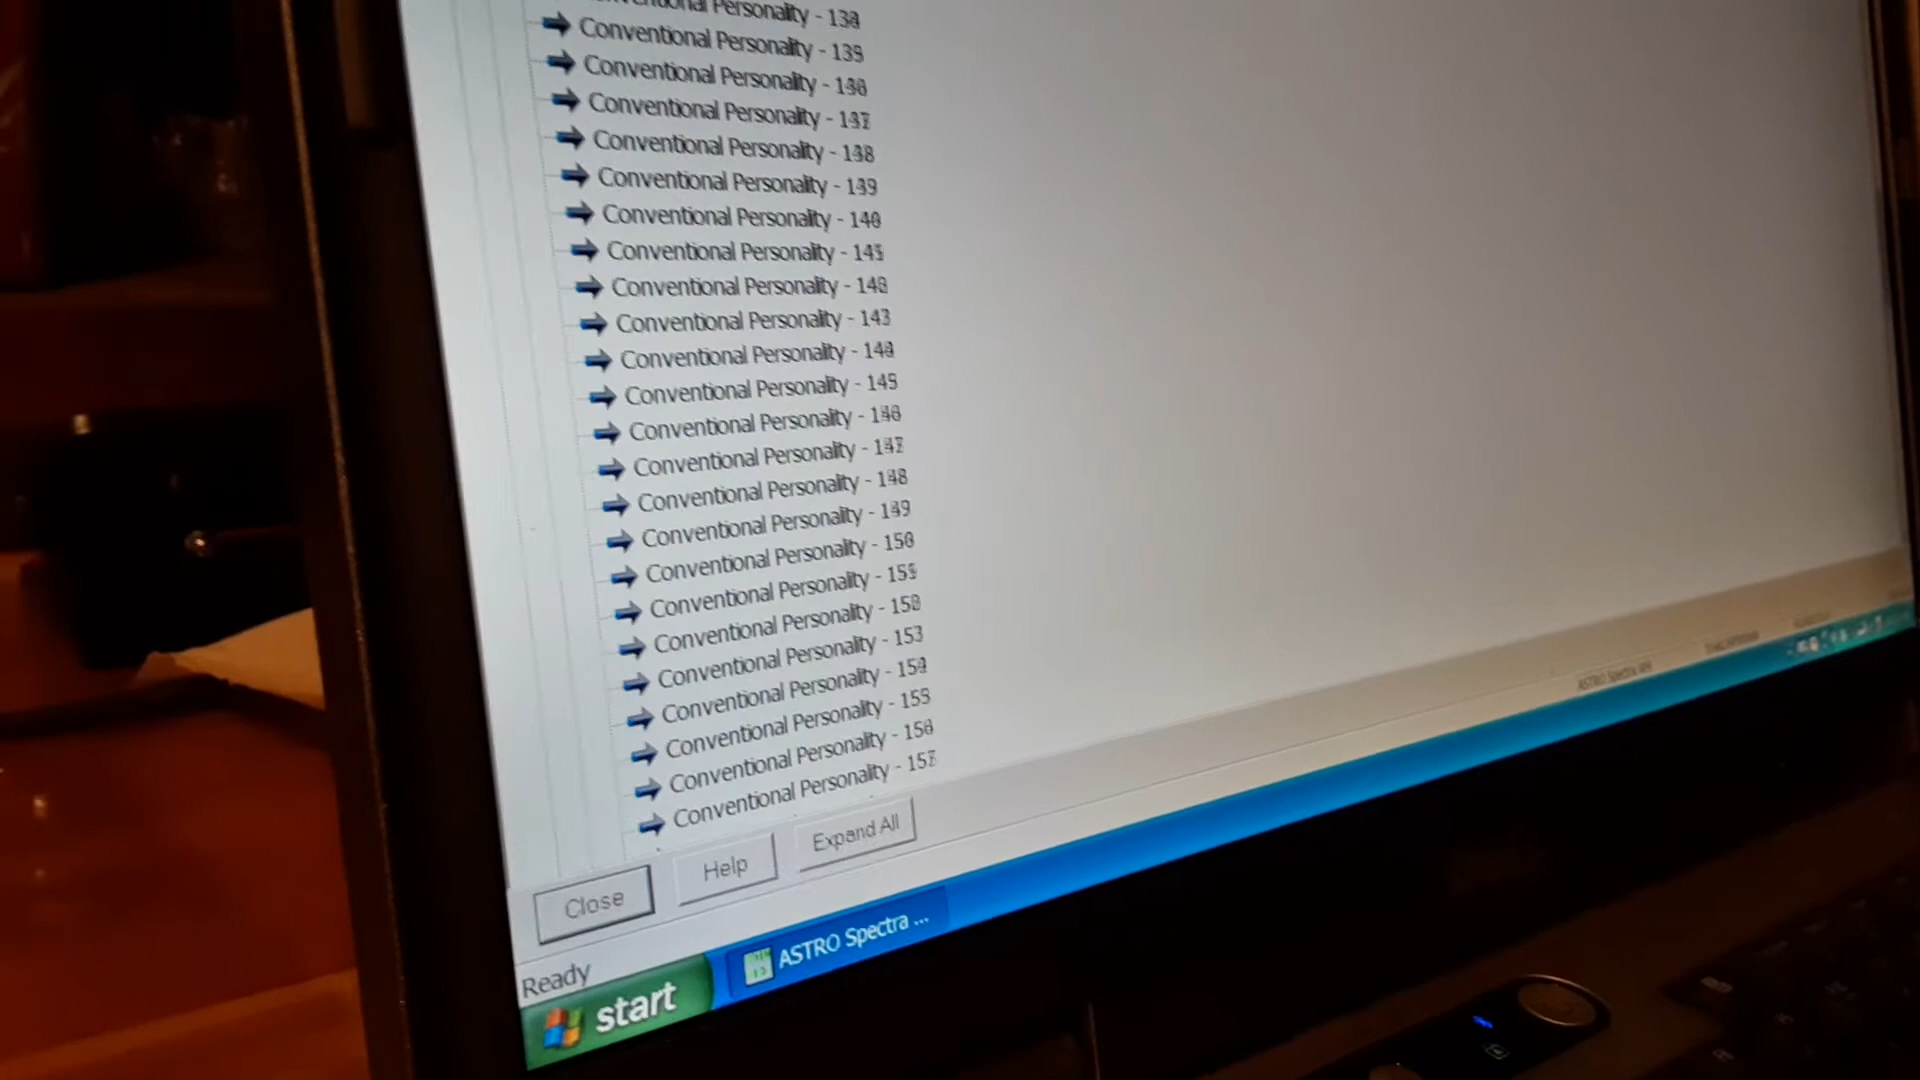 Conventional Personality -
Conventional Personality - 135
Conventional Personality - 136
Conventional Personality - 137
Conventional Personality - 138
Conventional Personality - 139
Conventional Personality - 140
Conventional Personality - 141
Conventional Personality - 142
Conventional Personality - 143
Conventional Personality - 144
Conventional Personality - 145
Conventional Personality - 146
Conventional Personality - 147
Conventional Personality - 148
Conventional Personality - 149
Conventional Personality - 150
Conventional Personality - 151
Conventional Personality - 152
Conventional Personality - 153
Conventional Personality - 154
Conventional Personality - 155
Conventional Personality - 156
Conventional Personality - 157
Close
Help
Expand All
Ready
ASTRO Spectra
start
ASTRO Spectra ...